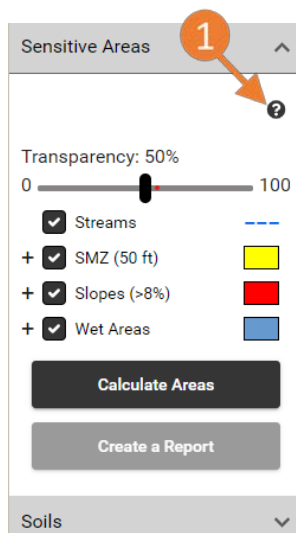 Sensitive Areas
1
?
Transparency: 50%
0 100
Streams
+ SMZ (50 ft)
+ Slopes (>8%)
+ Wet Areas
Calculate Areas
Create a Report
Soils